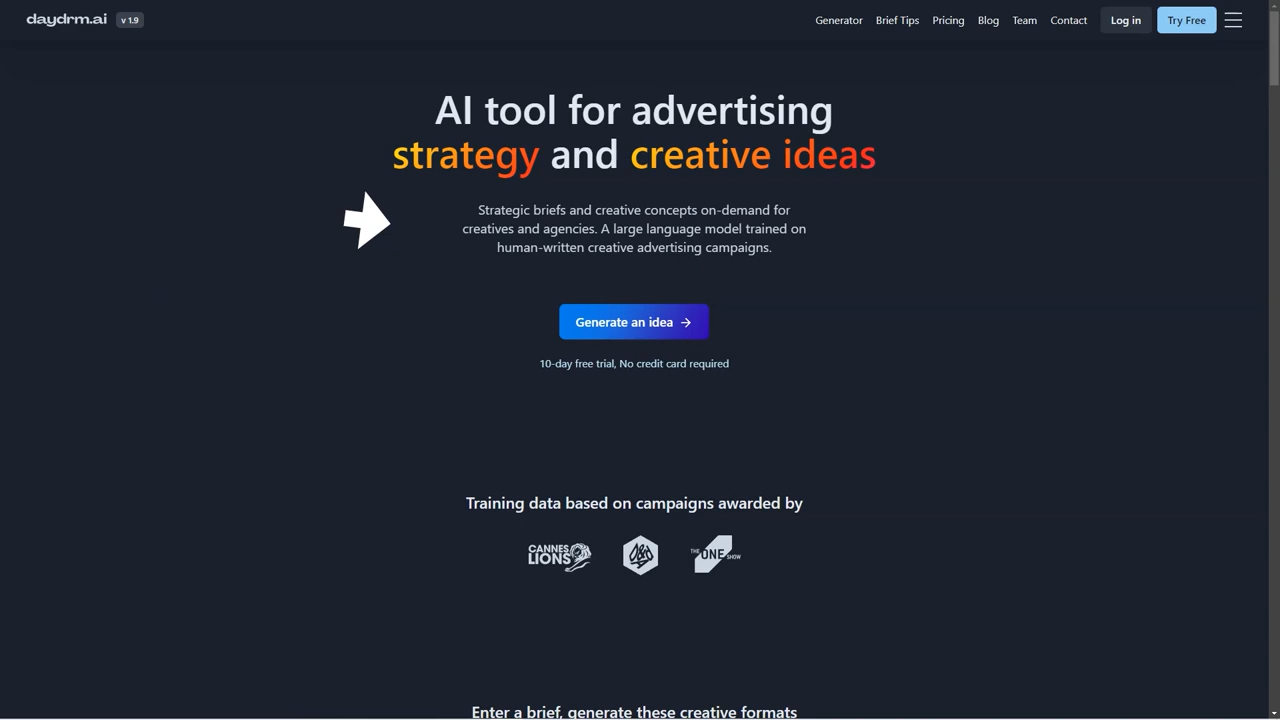 daydrm.ai v 1.9 Generator Brief Tips Pricing Blog Team Contact Log in Try Free
AI tool for advertising
strategy and creative ideas
Strategic briefs and creative concepts on-demand for
creatives and agencies. A large language model trained on
human-written creative advertising campaigns.
Generate an idea →
10-day free trial, No credit card required
Training data based on campaigns awarded by
CANNES
LIONS
D&AD
THE ONE SHOW
Enter a brief, generate these creative formats